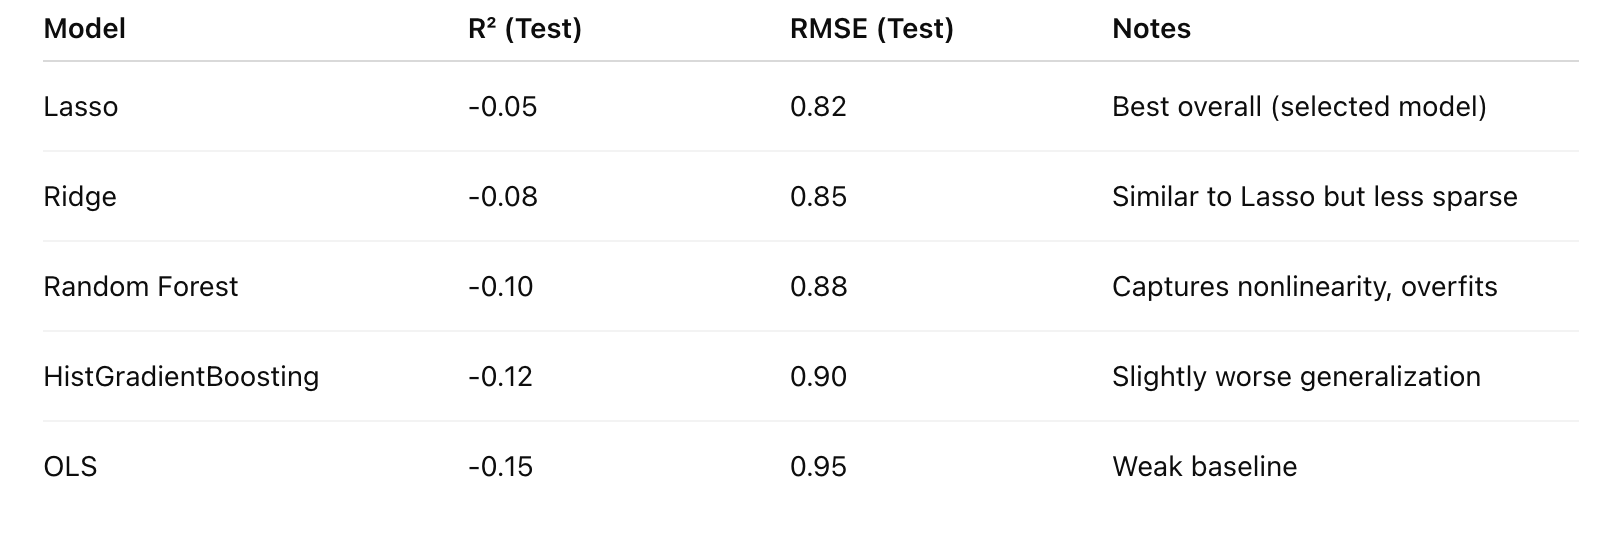 Model R² (Test) RMSE (Test) Notes
Lasso -0.05 0.82 Best overall (selected model)
Ridge -0.08 0.85 Similar to Lasso but less sparse
Random Forest -0.10 0.88 Captures nonlinearity, overfits
HistGradientBoosting -0.12 0.90 Slightly worse generalization
OLS -0.15 0.95 Weak baseline